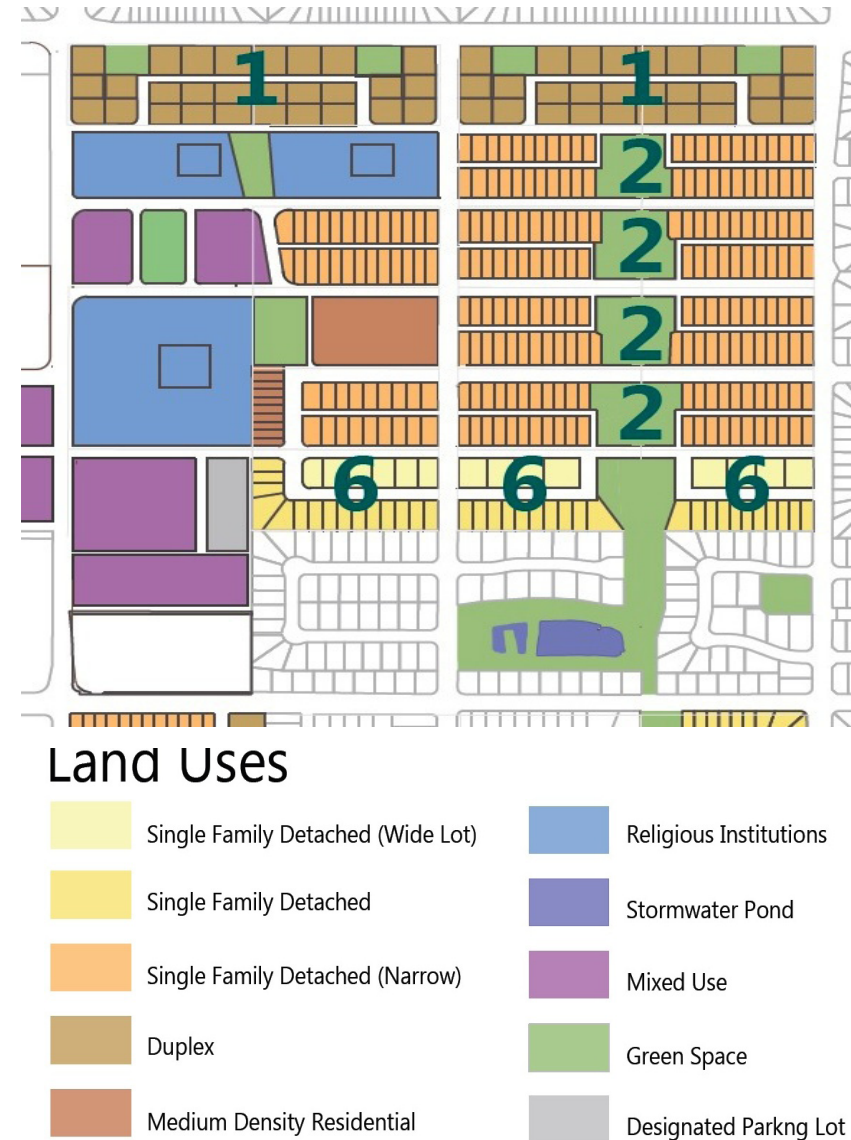 1
1
2
2
2
2
6
6
6
Land Uses
Single Family Detached (Wide Lot)
Single Family Detached
Single Family Detached (Narrow)
Duplex
Medium Density Residential
Religious Institutions
Stormwater Pond
Mixed Use
Green Space
Designated Parkng Lot